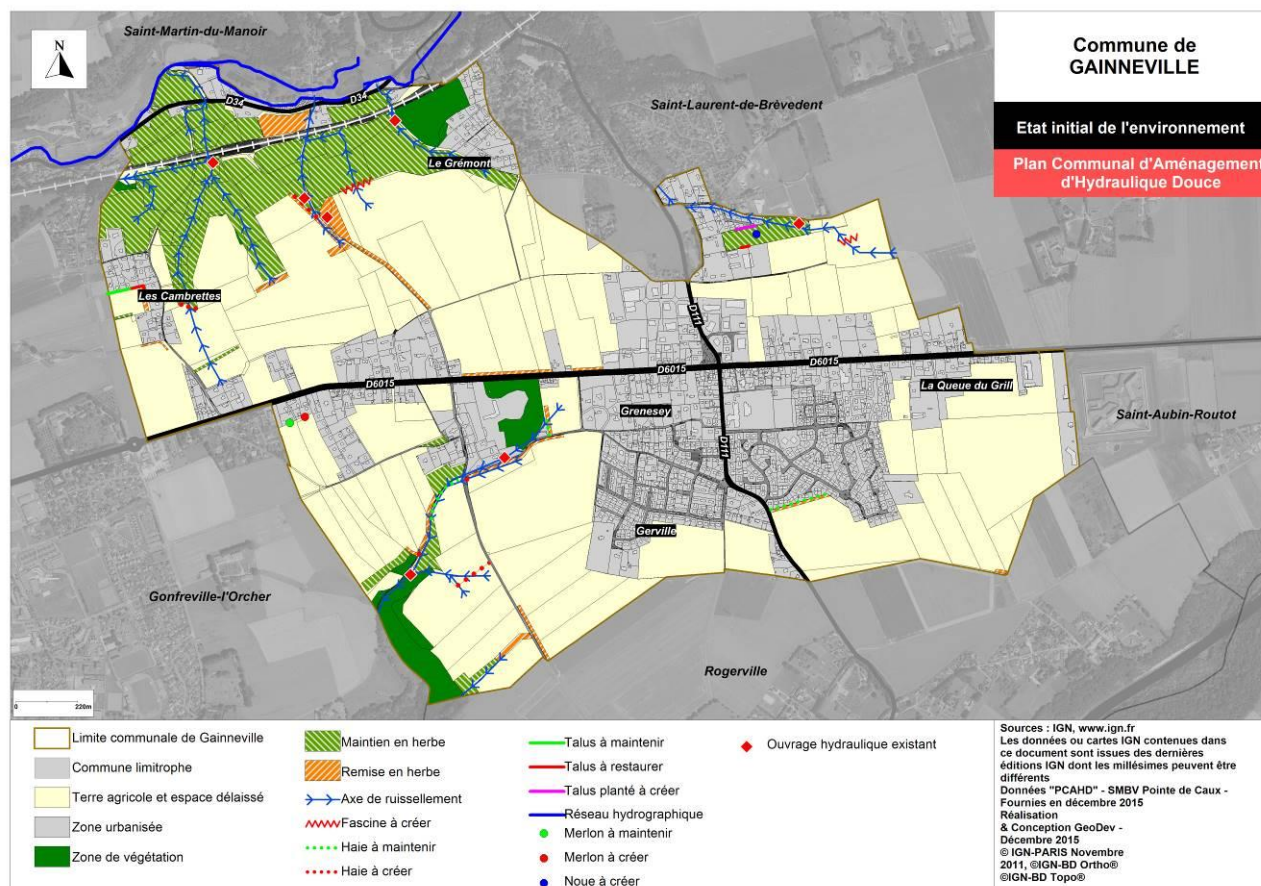 Saint-Martin-du-Manoir
N
D34
D34
Saint-Laurent-de-Brèvedent
Le Grémont
Les Cambrettes
D111
D6015
D6015
La Queue du Grill
Grenesey
Saint-Aubin-Routot
D111
Gerville
Gonfreville-l'Orcher
Rogerville
0 220m
Commune de
GAINNEVILLE
Etat initial de l'environnement
Plan Communal d'Aménagement
d'Hydraulique Douce
Limite communale de Gainneville
Commune limitrophe
Terre agricole et espace délaissé
Zone urbanisée
Zone de végétation
Maintien en herbe
Remise en herbe
Axe de ruissellement
Fascine à créer
Haie à maintenir
Haie à créer
Talus à maintenir
Talus à restaurer
Talus planté à créer
Réseau hydrographique
Merlon à maintenir
Merlon à créer
Noue à créer
Ouvrage hydraulique existant
Sources : IGN, www.ign.fr
Les données ou cartes IGN contenues dans
ce document sont issues des dernières
éditions IGN dont les millésimes peuvent être
différents
Données "PCAHD" - SMBV Pointe de Caux -
Fournies en décembre 2015
Réalisation
& Conception GeoDev -
Décembre 2015
© IGN-PARIS Novembre
2011, ©IGN-BD Ortho®
©IGN-BD Topo®